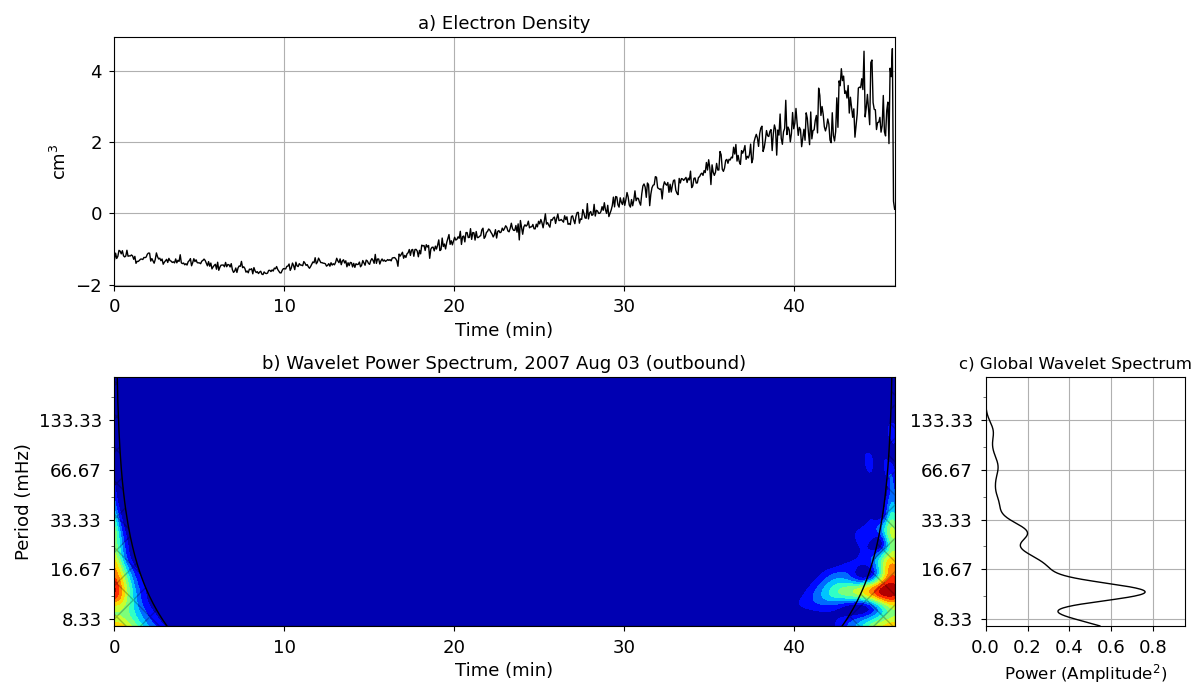 a) Electron Density
4
2
0
−2
cm³
0 10 20 30 40
Time (min)
b) Wavelet Power Spectrum, 2007 Aug 03 (outbound)
133.33
66.67
33.33
16.67
8.33
Period (mHz)
0 10 20 30 40
Time (min)
c) Global Wavelet Spectrum
133.33
66.67
33.33
16.67
8.33
0.0 0.2 0.4 0.6 0.8
Power (Amplitude²)